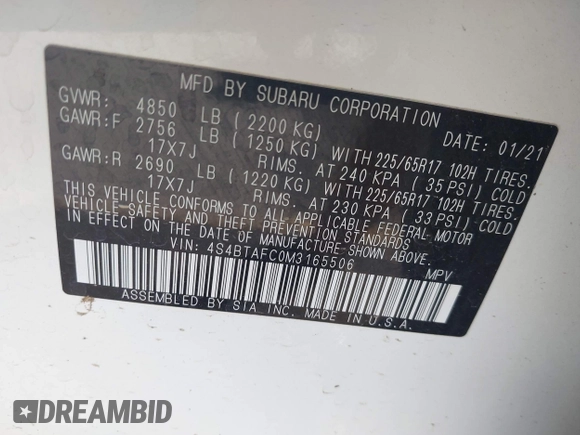 MFD BY SUBARU CORPORATION
GVWR: 4850 LB ( 2200 KG) DATE: 01/21
GAWR:F 2756 LB ( 1250 KG) WITH 225/65R17 102H TIRES.
17X7J RIMS. AT 240 KPA ( 35 PSI) COLD
GAWR:R 2690 LB ( 1220 KG) WITH 225/65R17 102H TIRES.
17X7J RIMS. AT 230 KPA ( 33 PSI) COLD
THIS VEHICLE CONFORMS TO ALL APPLICABLE FEDERAL MOTOR
VEHICLE-SAFETY AND THEFT PREVENTION STANDARDS
IN EFFECT ON THE DATE OF MANUFACTURE SHOWN ABOVE.
VIN: 4S4BTAFC0M3165506 MPV
ASSEMBLED BY SIA INC. MADE IN U.S.A.
DREAMBID